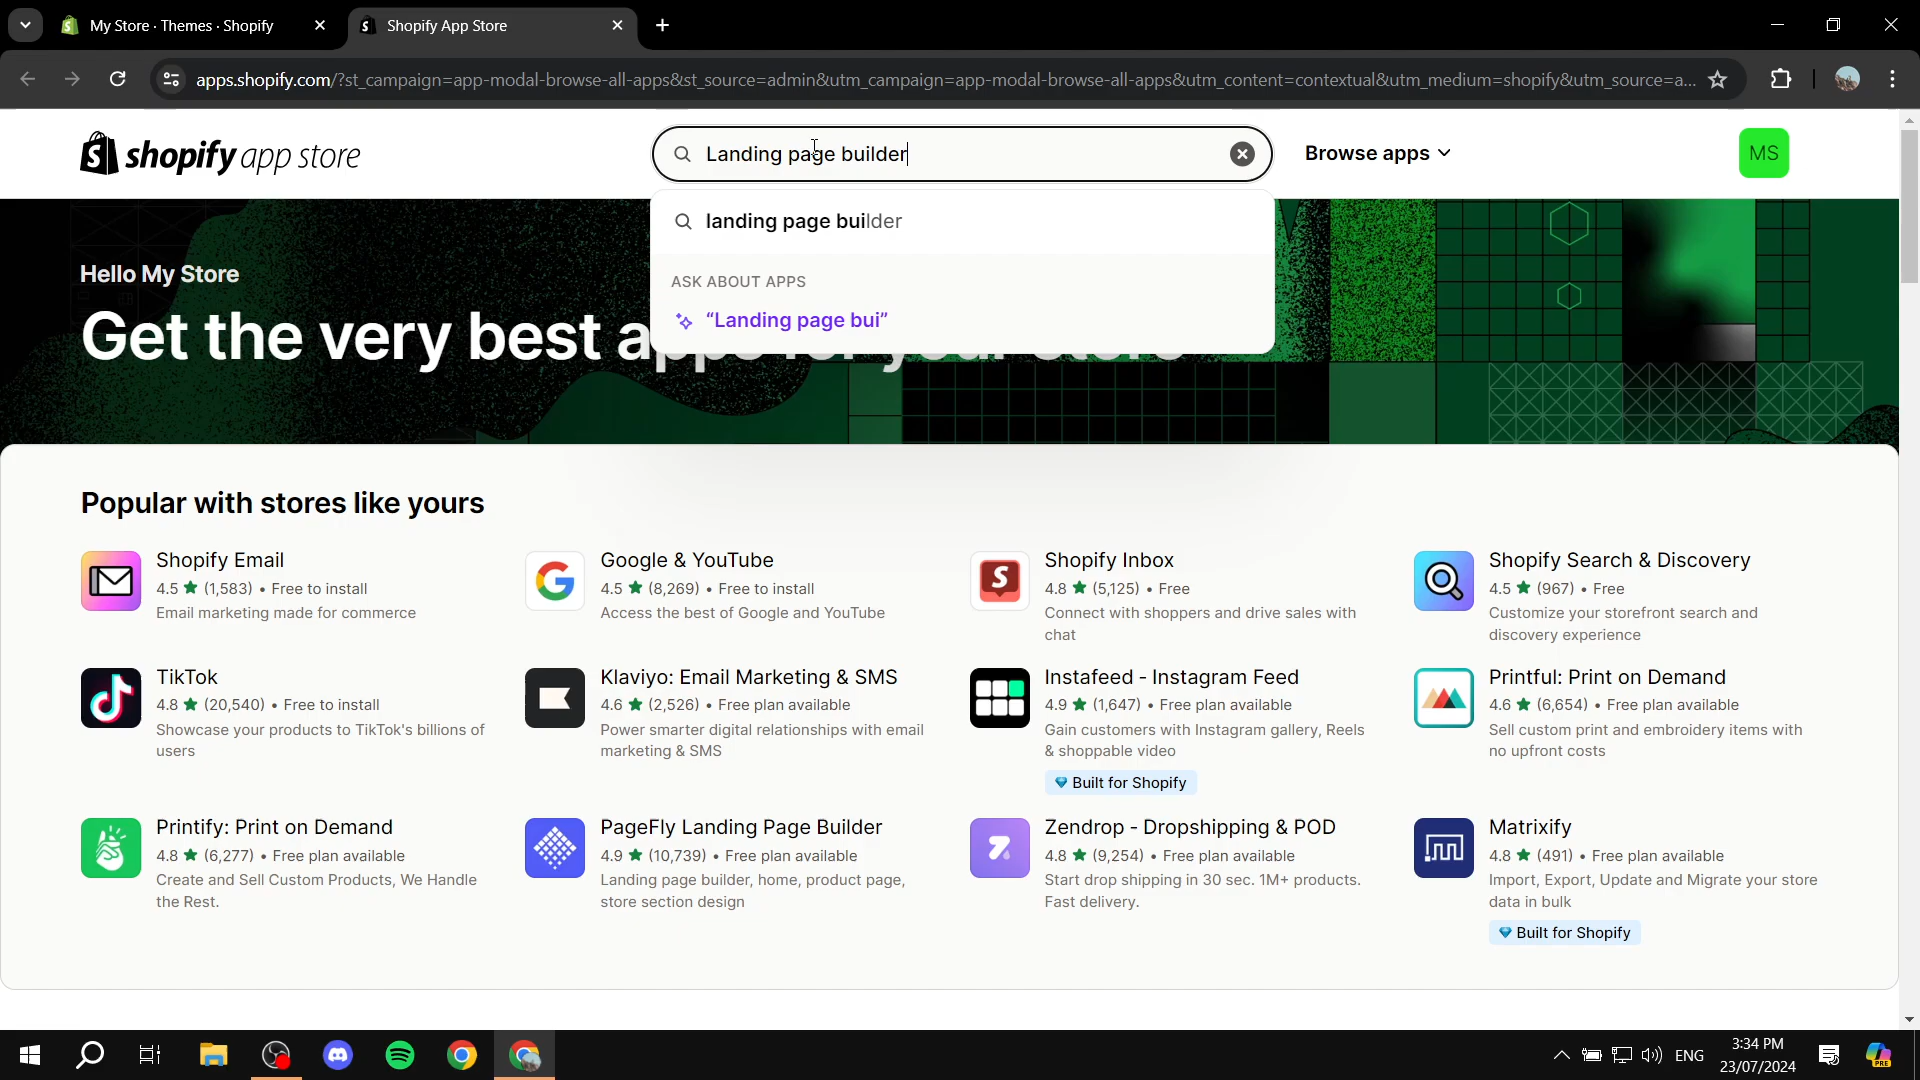 My Store · Themes · Shopify
Shopify App Store
apps.shopify.com/?st_campaign=app-modal-browse-all-apps&st_source=admin&utm_campaign=app-modal-browse-all-apps&utm_content=contextual&utm_medium=shopify&utm_source=a...
shopify app store
Landing page builder
Browse apps
MS
landing page builder
ASK ABOUT APPS
“Landing page bui”
Hello My Store
Get the very best apps for your store
Popular with stores like yours
Shopify Email
4.5 ★ (1,583) • Free to install
Email marketing made for commerce
Google & YouTube
4.5 ★ (8,269) • Free to install
Access the best of Google and YouTube
Shopify Inbox
4.8 ★ (5,125) • Free
Connect with shoppers and drive sales with
chat
Shopify Search & Discovery
4.5 ★ (967) • Free
Customize your storefront search and
discovery experience
TikTok
4.8 ★ (20,540) • Free to install
Showcase your products to TikTok's billions of
users
Klaviyo: Email Marketing & SMS
4.6 ★ (2,526) • Free plan available
Power smarter digital relationships with email
marketing & SMS
Instafeed - Instagram Feed
4.9 ★ (1,647) • Free plan available
Gain customers with Instagram gallery, Reels
& shoppable video
Built for Shopify
Printful: Print on Demand
4.6 ★ (6,654) • Free plan available
Sell custom print and embroidery items with
no upfront costs
Printify: Print on Demand
4.8 ★ (6,277) • Free plan available
Create and Sell Custom Products, We Handle
the Rest.
PageFly Landing Page Builder
4.9 ★ (10,739) • Free plan available
Landing page builder, home, product page,
store section design
Zendrop - Dropshipping & POD
4.8 ★ (9,254) • Free plan available
Start drop shipping in 30 sec. 1M+ products.
Fast delivery.
Matrixify
4.8 ★ (491) • Free plan available
Import, Export, Update and Migrate your store
data in bulk
Built for Shopify
ENG
3:34 PM
23/07/2024
PRE